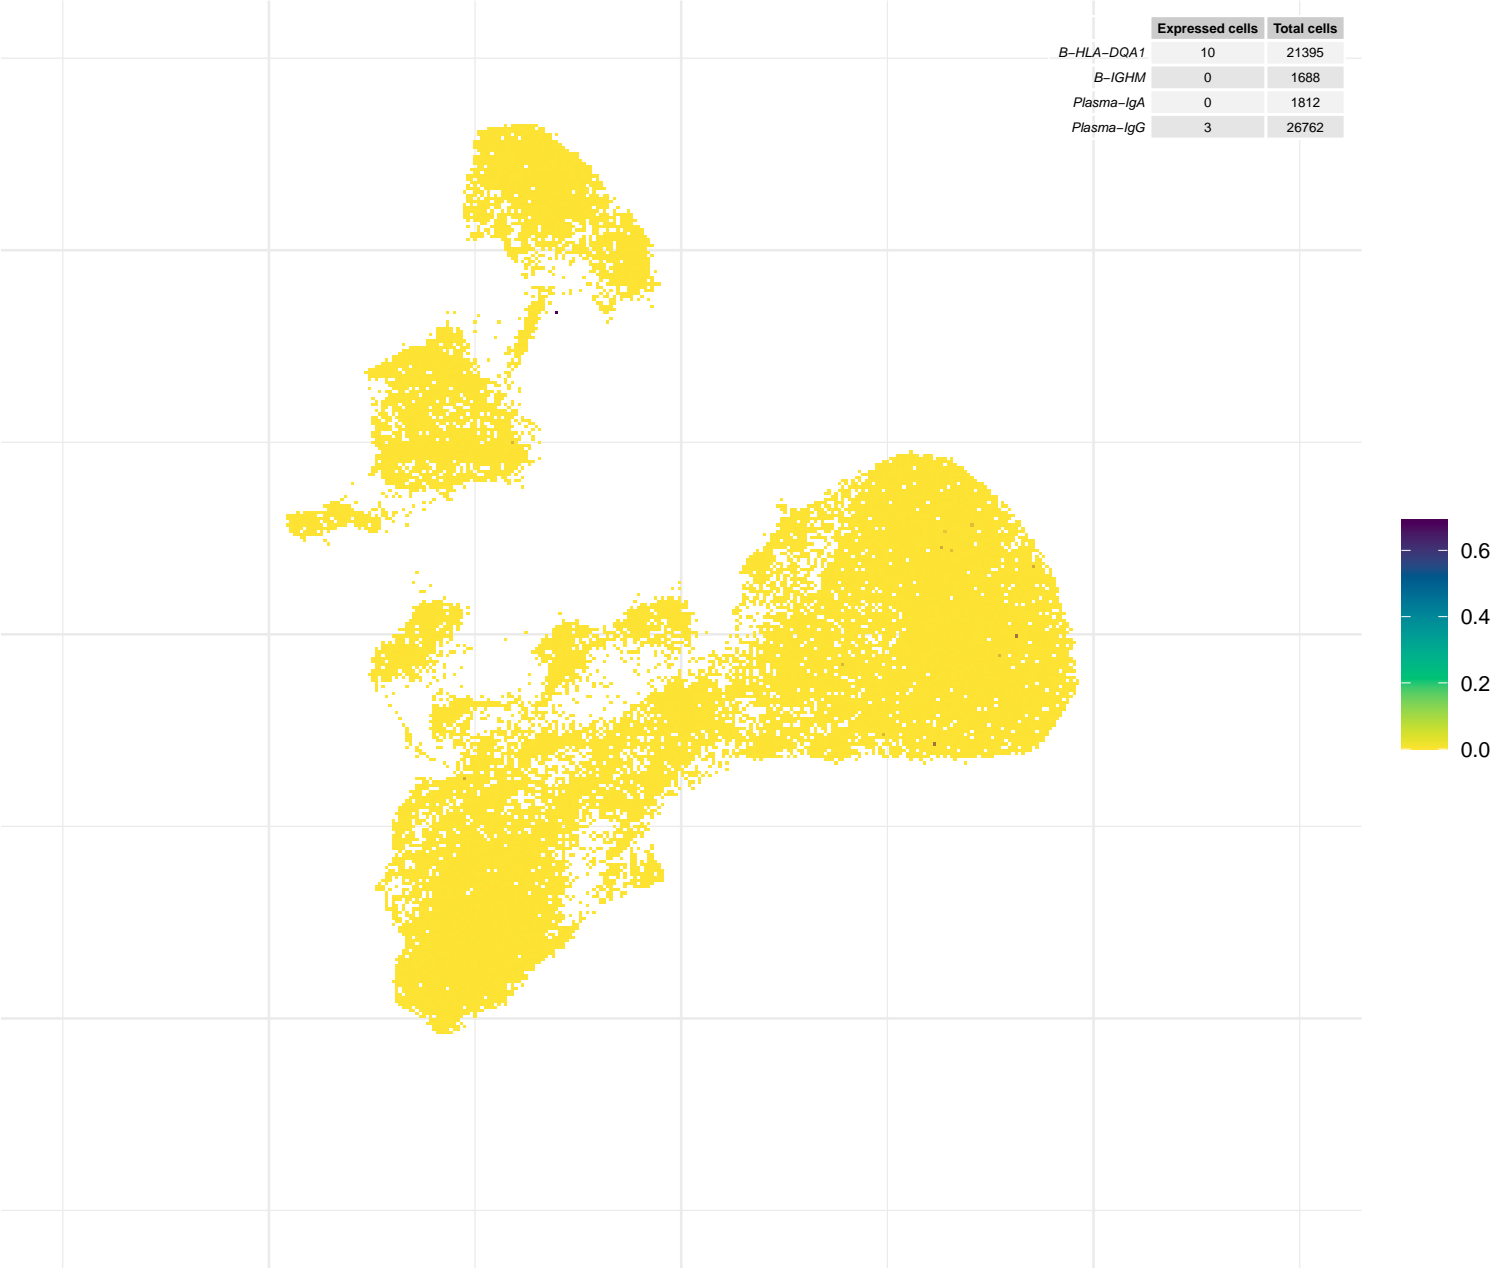 Expressed cells Total cells
B−HLA−DQA1 10 21395
B−IGHM 0 1688
Plasma−IgA 0 1812
Plasma−IgG 3 26762
0.6
0.4
0.2
0.0